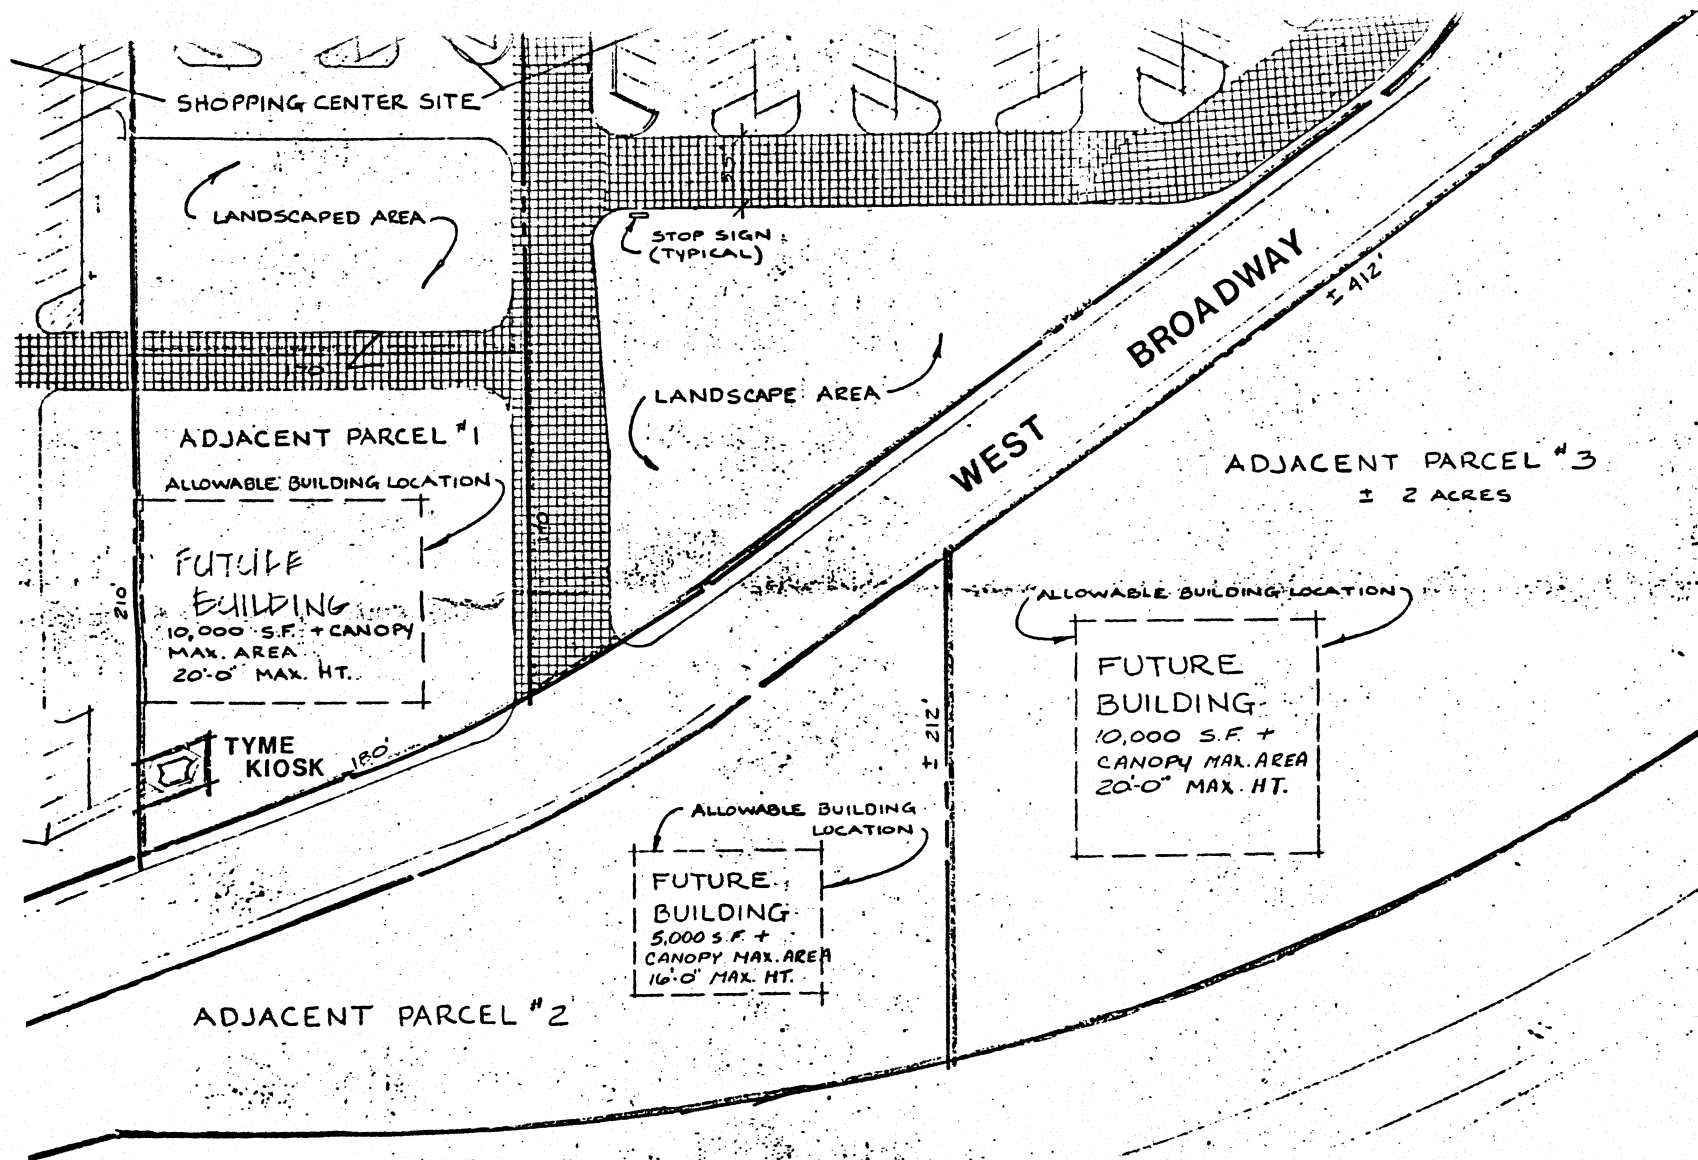 SHOPPING CENTER SITE
LANDSCAPED AREA
STOP SIGN
(TYPICAL)
BROADWAY
± 412'
170'
LANDSCAPE AREA
WEST
ADJACENT PARCEL #1
ALLOWABLE BUILDING LOCATION
FUTURE
BUILDING
10,000 S.F. + CANOPY
MAX. AREA
20'-0" MAX. HT.
210'
ADJACENT PARCEL #3
± 2 ACRES
ALLOWABLE BUILDING LOCATION
FUTURE
BUILDING
10,000 S.F. +
CANOPY MAX. AREA
20'-0" MAX. HT.
TYME
KIOSK
180'
± 212'
ALLOWABLE BUILDING
LOCATION
FUTURE
BUILDING
5,000 S.F. +
CANOPY MAX. AREA
16'-0" MAX. HT.
ADJACENT PARCEL #2